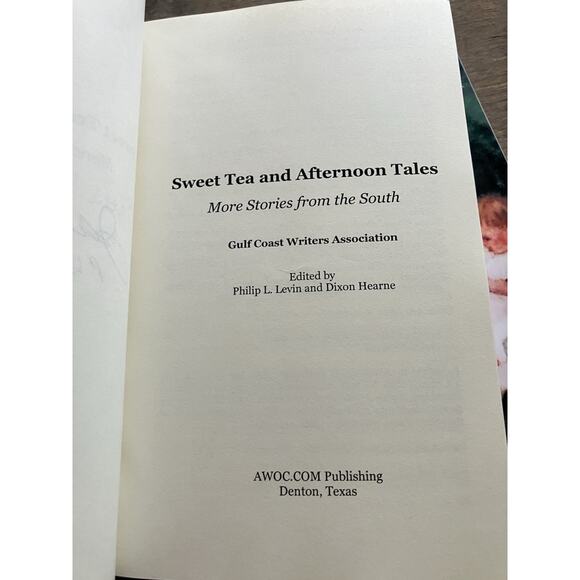 Sweet Tea and Afternoon Tales
More Stories from the South
Gulf Coast Writers Association
Edited by
Philip L. Levin and Dixon Hearne
AWOC.COM Publishing
Denton, Texas